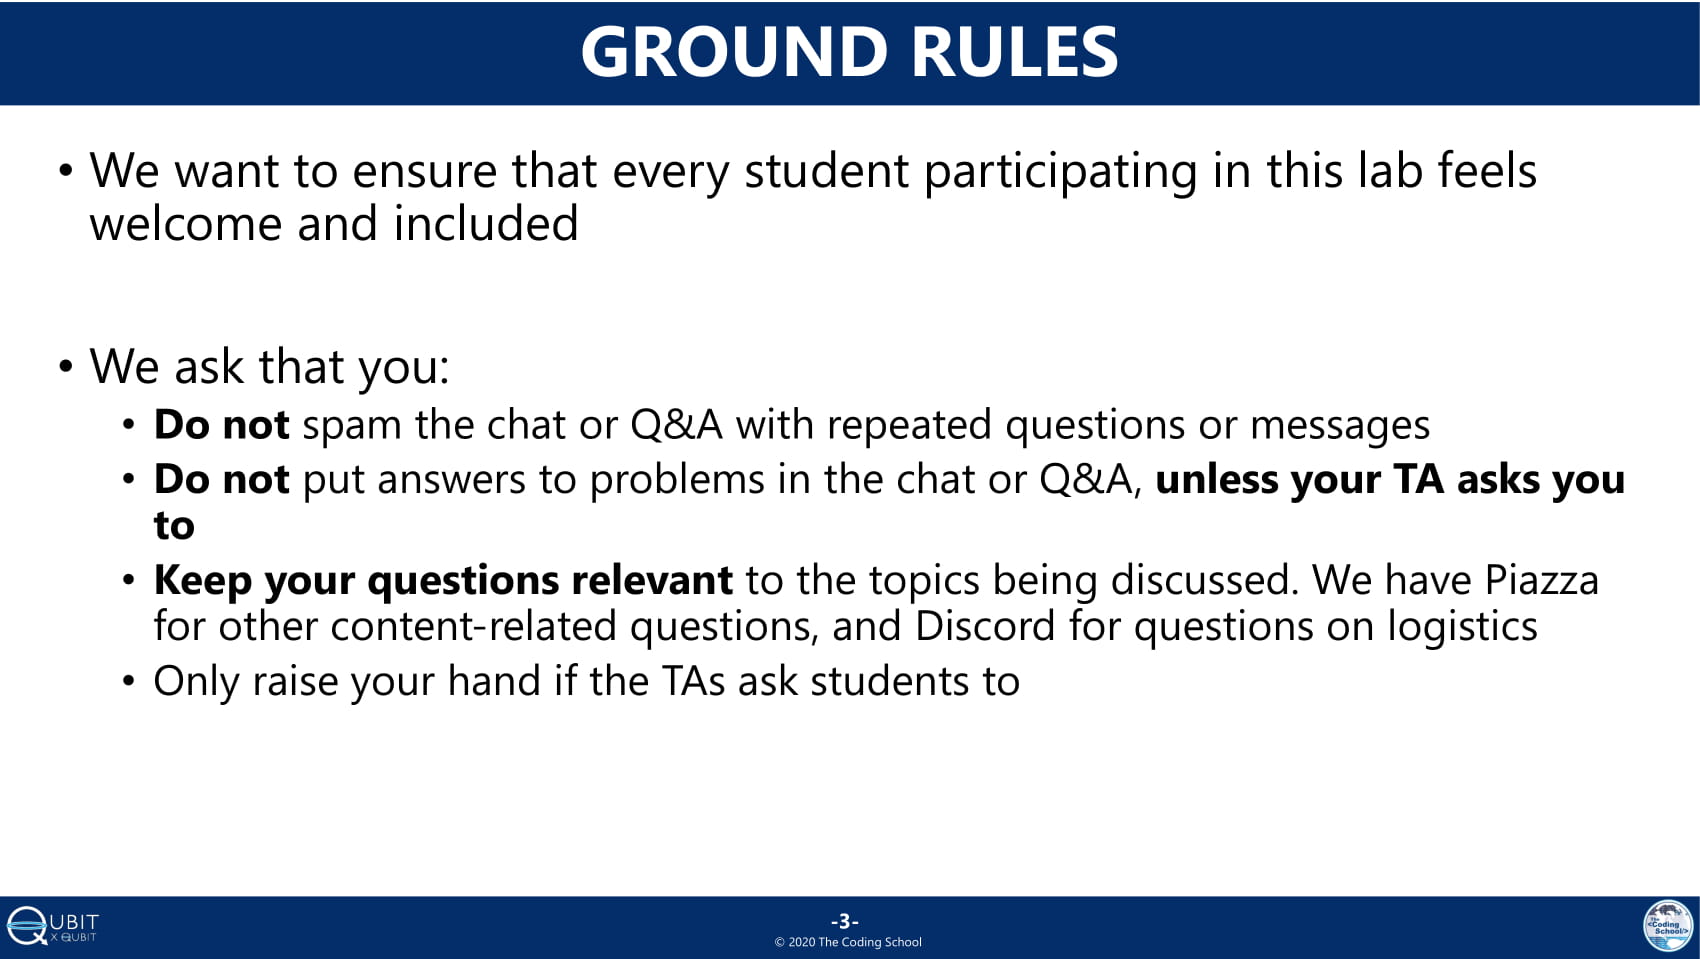 GROUND RULES
• We want to ensure that every student participating in this lab feels
welcome and included
• We ask that you:
• Do not spam the chat or Q&A with repeated questions or messages
• Do not put answers to problems in the chat or Q&A, unless your TA asks you
to
• Keep your questions relevant to the topics being discussed. We have Piazza
for other content-related questions, and Discord for questions on logistics
• Only raise your hand if the TAs ask students to
QUBIT
X QUBIT
-3-
© 2020 The Coding School
The
<Coding
School/>